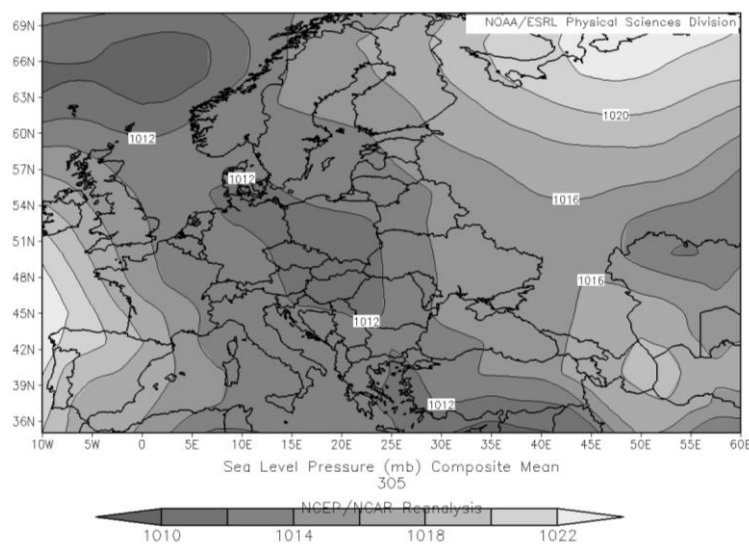 69N
NOAA/ESRL Physical Sciences Division
66N
63N
1020
60N
1012
57N
1012
54N
1016
51N
48N
1016
45N
1012
42N
39N
1012
36N
10W 5W 0 5E 10E 15E 20E 25E 30E 35E 40E 45E 50E 55E 60E
Sea Level Pressure (mb) Composite Mean
305
NCEP/NCAR Reanalysis
1010 1014 1018 1022